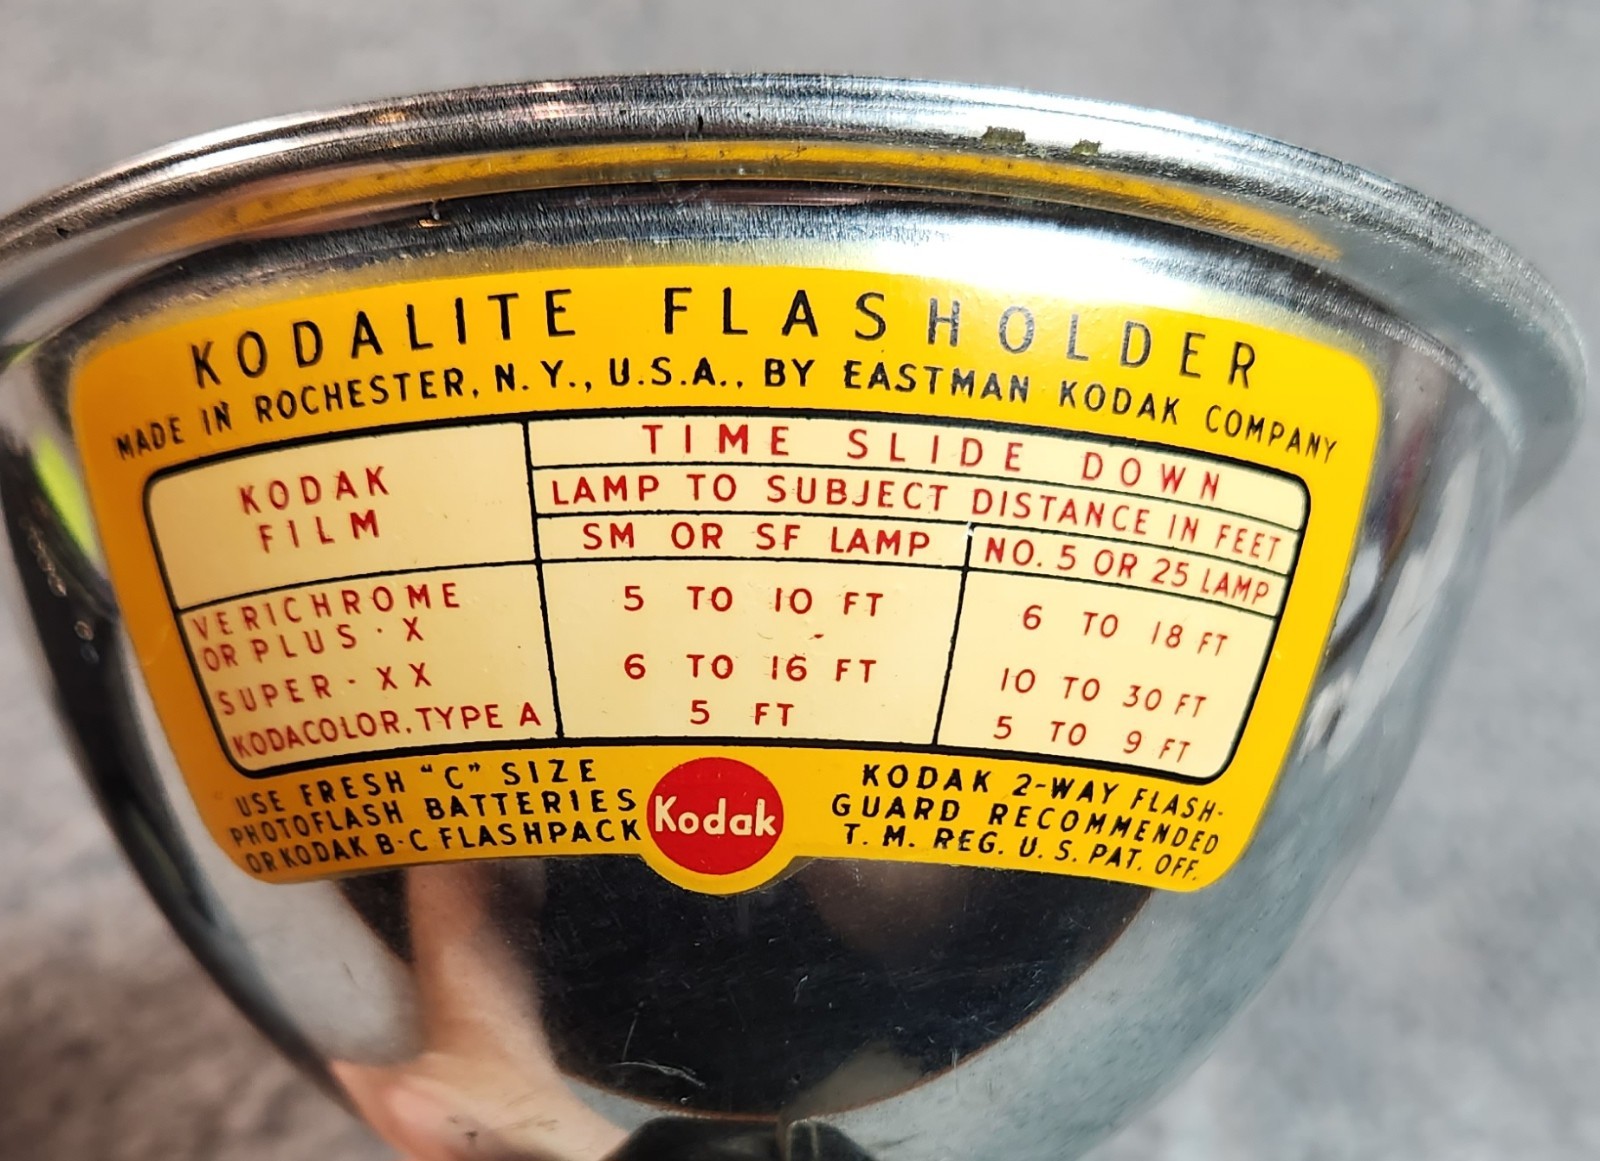 KODALITE FLASHOLDER
MADE IN ROCHESTER, N.Y., U.S.A., BY EASTMAN KODAK COMPANY
KODAK
FILM
TIME SLIDE DOWN
LAMP TO SUBJECT DISTANCE IN FEET
SM OR SF LAMP
NO. 5 OR 25 LAMP
VERICHROME
OR PLUS-X
5 TO 10 FT
6 TO 18 FT
SUPER-XX
6 TO 16 FT
10 TO 30 FT
KODACOLOR, TYPE A
5 FT
5 TO 9 FT
USE FRESH "C" SIZE
PHOTOFLASH BATTERIES
OR KODAK B-C FLASHPACK
Kodak
KODAK 2-WAY FLASH-
GUARD RECOMMENDED
T. M. REG. U. S. PAT. OFF.